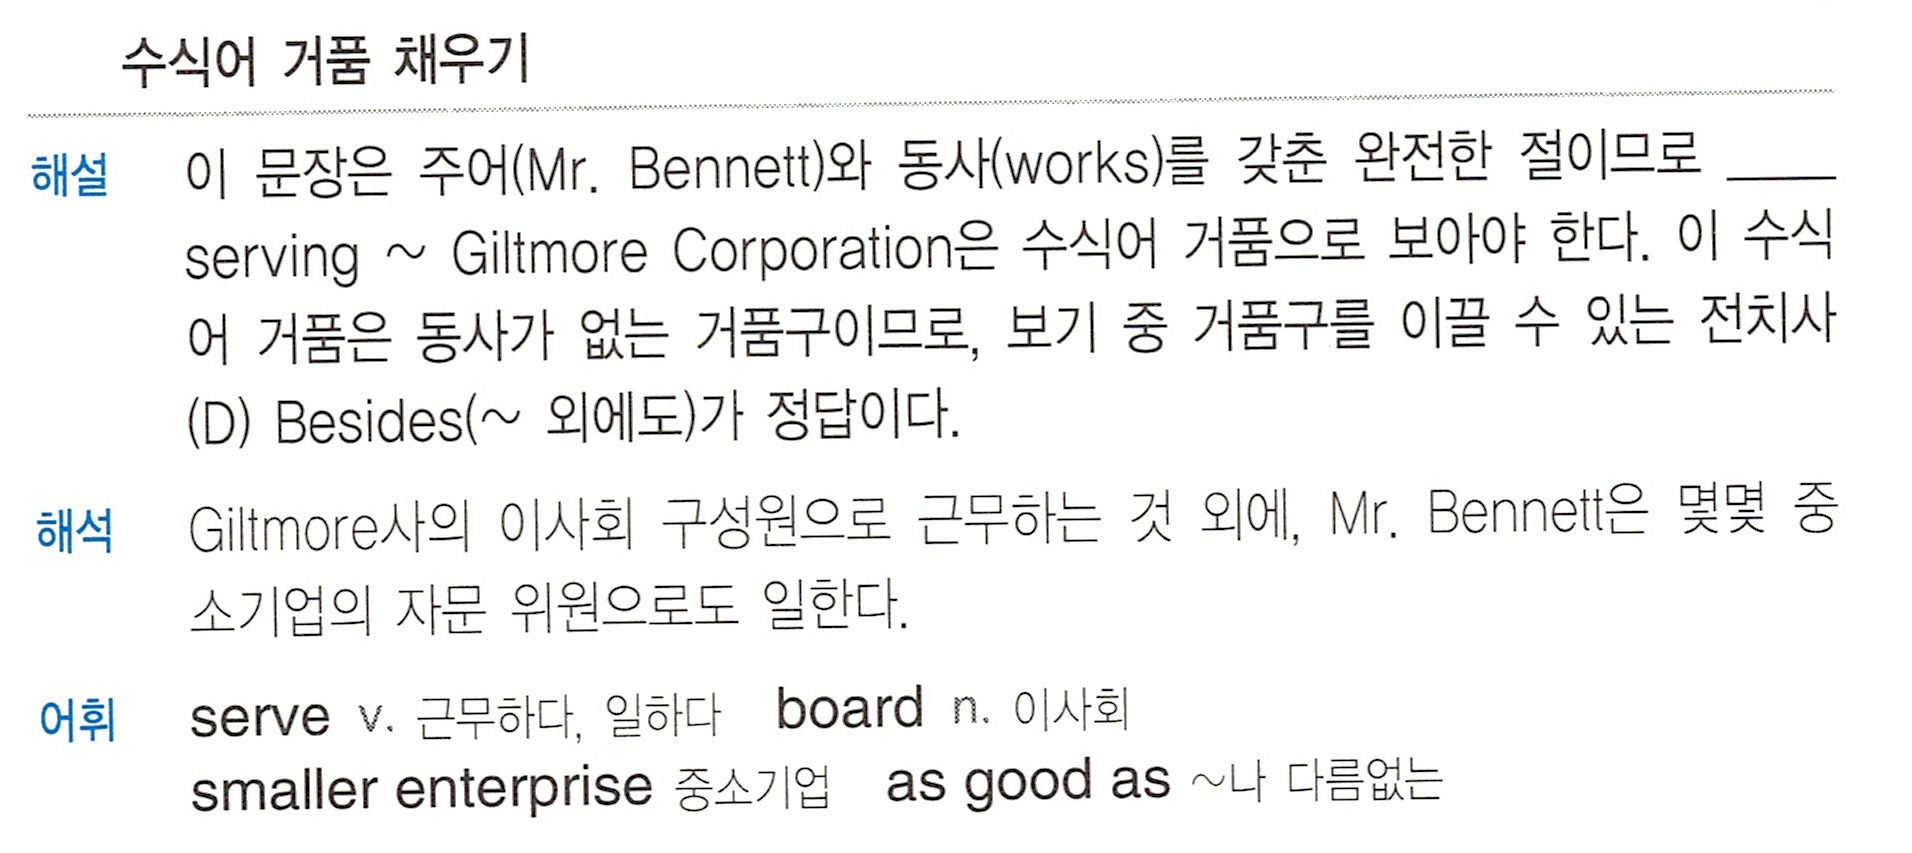 수식어 거품 채우기
해설 이 문장은 주어(Mr. Bennett)와 동사(works)를 갖춘 완전한 절이므로 ____
serving ~ Giltmore Corporation은 수식어 거품으로 보아야 한다. 이 수식
어 거품은 동사가 없는 거품구이므로, 보기 중 거품구를 이끌 수 있는 전치사
(D) Besides(~ 외에도)가 정답이다.
해석 Giltmore사의 이사회 구성원으로 근무하는 것 외에, Mr. Bennett은 몇몇 중
소기업의 자문 위원으로도 일한다.
어휘 serve v. 근무하다, 일하다 board n. 이사회
smaller enterprise 중소기업 as good as ~나 다름없는